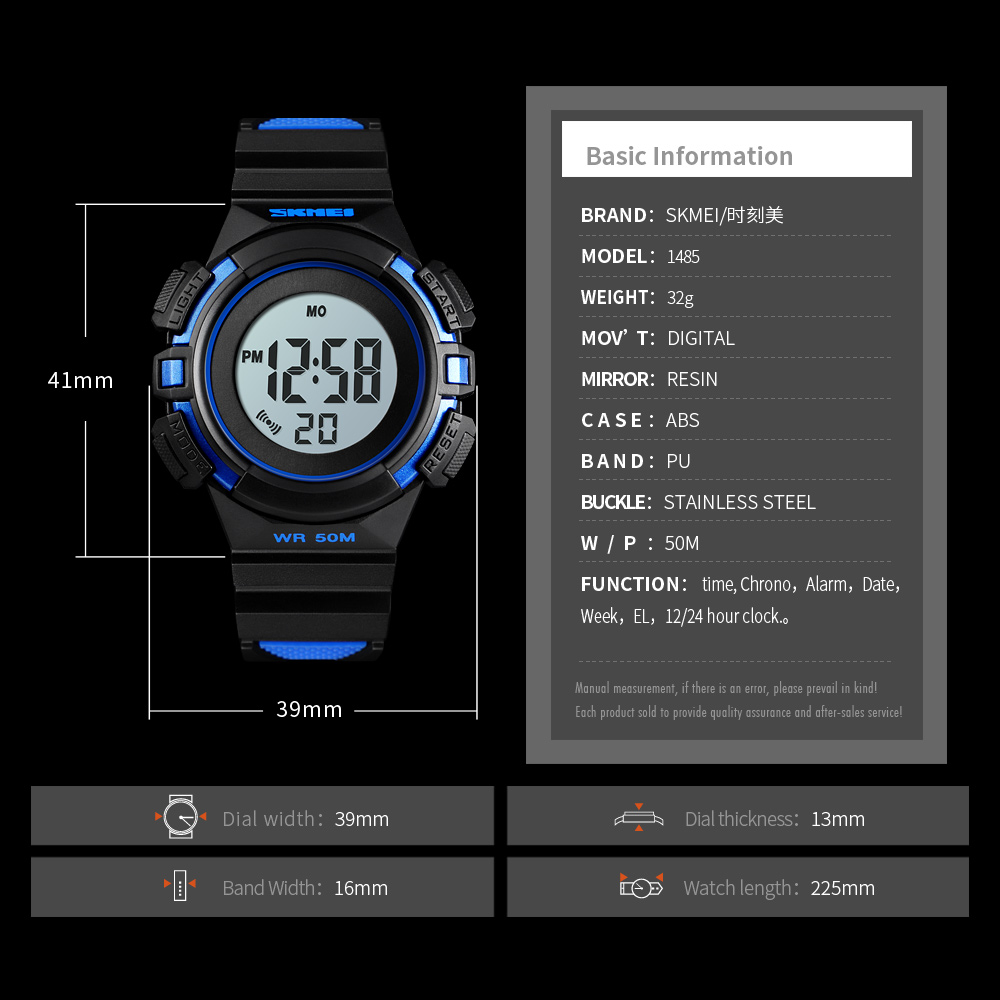 SKMEI
LIGHT
START
MO
PM 12:58
20
MODE
RESET
WR 50M
41mm
39mm
Basic Information
BRAND： SKMEI/时刻美
MODEL： 1485
WEIGHT： 32g
MOV’ T： DIGITAL
MIRROR： RESIN
CASE： ABS
BAND： PU
BUCKLE： STAINLESS STEEL
W / P ： 50M
FUNCTION： time, Chrono，Alarm，Date，
Week，EL，12/24 hour clock.。
Manual measurement, if there is an error, please prevail in kind!
Each product sold to provide quality assurance and after-sales service!
Dial width： 39mm
Dial thickness： 13mm
Band Width： 16mm
Watch length： 225mm